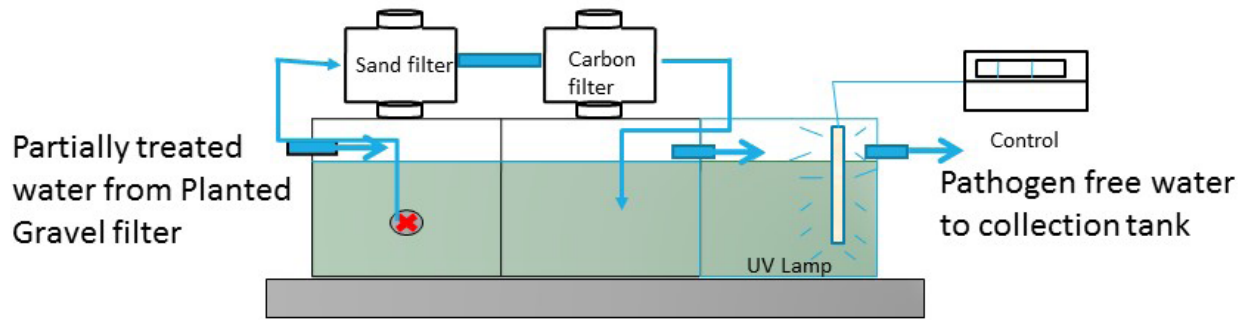 Sand filter
Carbon
filter
Partially treated
water from Planted
Gravel filter
Control
Pathogen free water
to collection tank
UV Lamp